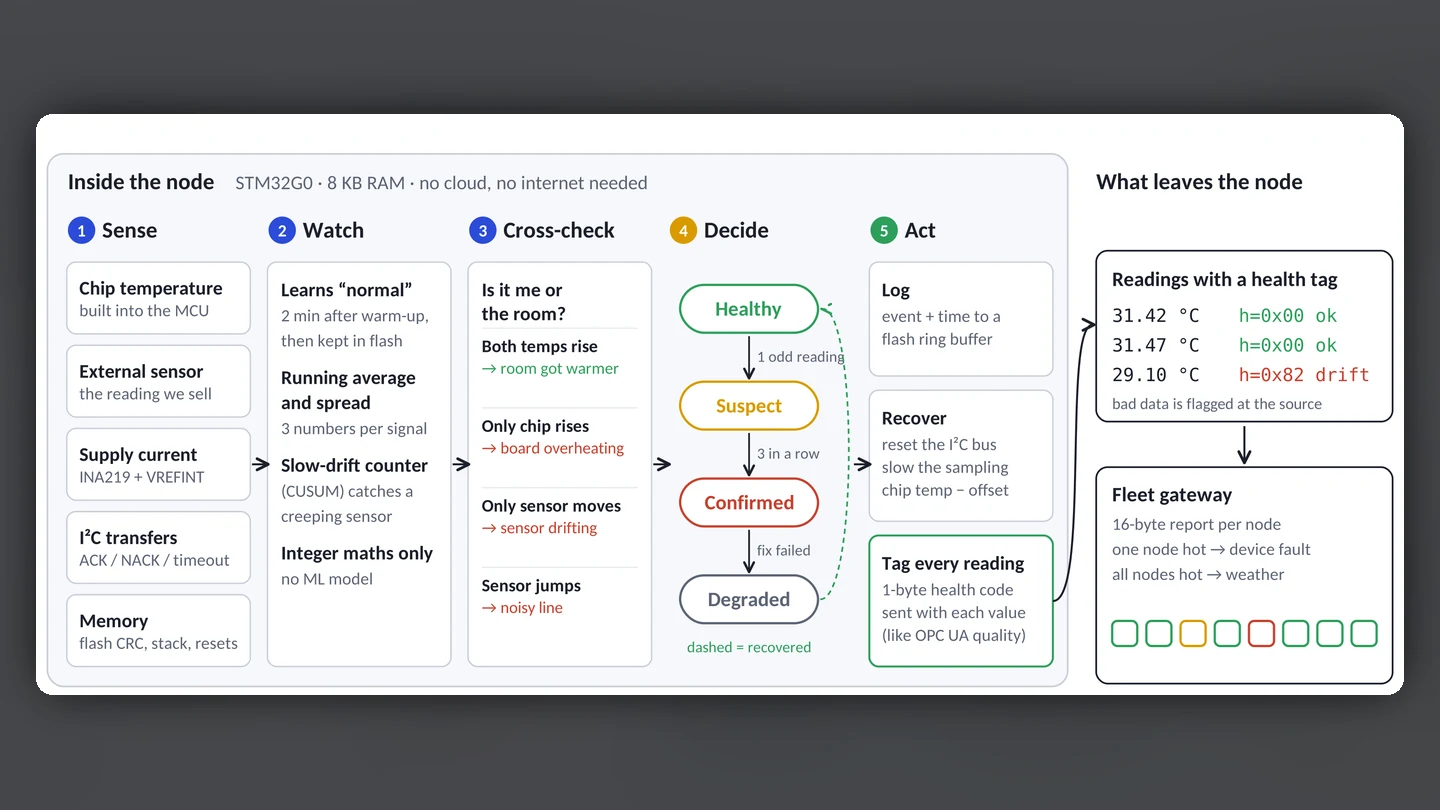 Inside the node STM32G0 · 8 KB RAM · no cloud, no internet needed
1 Sense
Chip temperature
built into the MCU
External sensor
the reading we sell
Supply current
INA219 + VREFINT
I²C transfers
ACK / NACK / timeout
Memory
flash CRC, stack, resets
2 Watch
Learns “normal”
2 min after warm-up,
then kept in flash
Running average
and spread
3 numbers per signal
Slow-drift counter
(CUSUM) catches a
creeping sensor
Integer maths only
no ML model
3 Cross-check
Is it me or
the room?
Both temps rise
→ room got warmer
Only chip rises
→ board overheating
Only sensor moves
→ sensor drifting
Sensor jumps
→ noisy line
4 Decide
Healthy
1 odd reading
Suspect
3 in a row
Confirmed
fix failed
Degraded
dashed = recovered
5 Act
Log
event + time to a
flash ring buffer
Recover
reset the I²C bus
slow the sampling
chip temp − offset
Tag every reading
1-byte health code
sent with each value
(like OPC UA quality)
What leaves the node
Readings with a health tag
31.42 °C h=0x00 ok
31.47 °C h=0x00 ok
29.10 °C h=0x82 drift
bad data is flagged at the source
Fleet gateway
16-byte report per node
one node hot → device fault
all nodes hot → weather